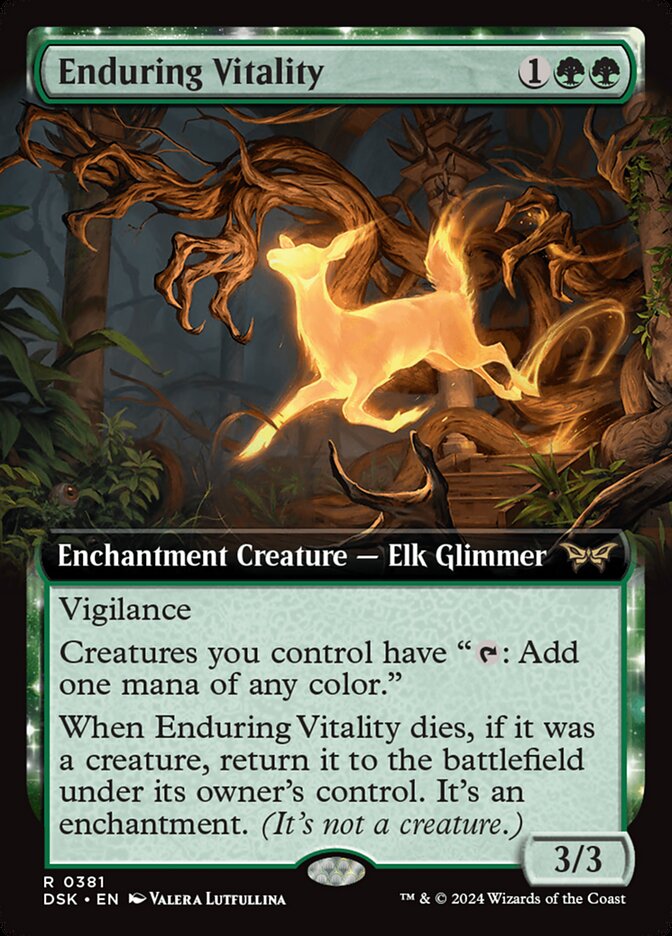 Enduring Vitality 1
Enchantment Creature — Elk Glimmer
Vigilance
Creatures you control have “: Add
one mana of any color.”
When Enduring Vitality dies, if it was
a creature, return it to the battlefield
under its owner’s control. It’s an
enchantment. (It’s not a creature.)
3/3
R 0381
DSK • EN Valera Lutfullina
™ & © 2024 Wizards of the Coast